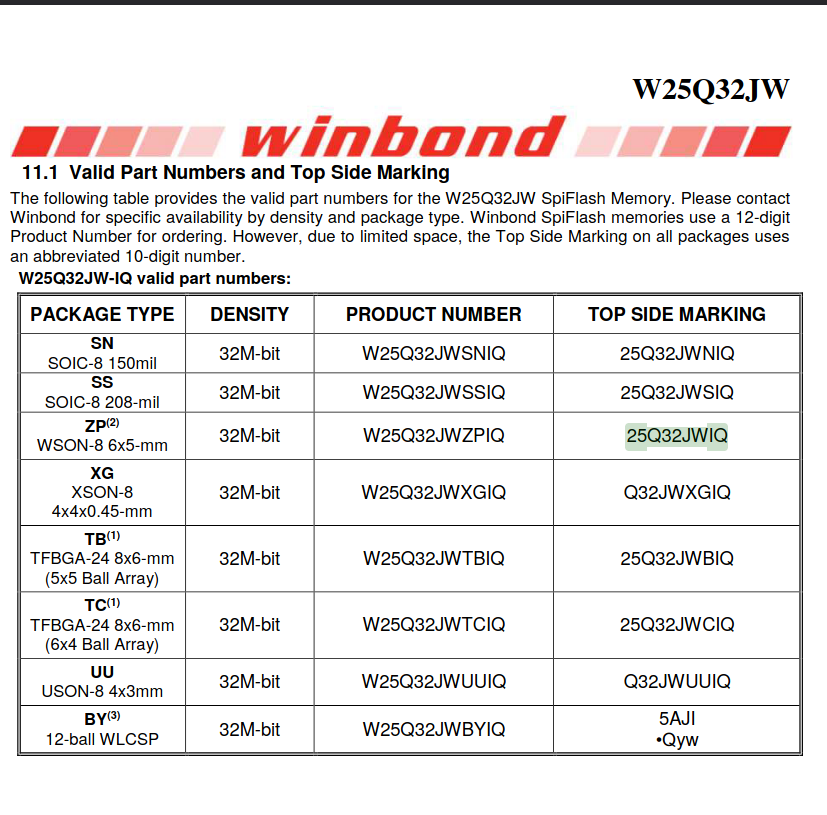 W25Q32JW
winbond
11.1 Valid Part Numbers and Top Side Marking
The following table provides the valid part numbers for the W25Q32JW SpiFlash Memory. Please contact
Winbond for specific availability by density and package type. Winbond SpiFlash memories use a 12-digit
Product Number for ordering. However, due to limited space, the Top Side Marking on all packages uses
an abbreviated 10-digit number.
W25Q32JW-IQ valid part numbers:
PACKAGE TYPE DENSITY PRODUCT NUMBER TOP SIDE MARKING
SN
SOIC-8 150mil 32M-bit W25Q32JWSNIQ 25Q32JWNIQ
SS
SOIC-8 208-mil 32M-bit W25Q32JWSSIQ 25Q32JWSIQ
ZP(2)
WSON-8 6x5-mm 32M-bit W25Q32JWZPIQ 25Q32JWIQ
XG
XSON-8 32M-bit W25Q32JWXGIQ Q32JWXGIQ
4x4x0.45-mm
TB(1)
TFBGA-24 8x6-mm 32M-bit W25Q32JWTBIQ 25Q32JWBIQ
(5x5 Ball Array)
TC(1)
TFBGA-24 8x6-mm 32M-bit W25Q32JWTCIQ 25Q32JWCIQ
(6x4 Ball Array)
UU
USON-8 4x3mm 32M-bit W25Q32JWUUIQ Q32JWUUIQ
BY(3)
12-ball WLCSP 32M-bit W25Q32JWBYIQ 5AJI
•Qyw